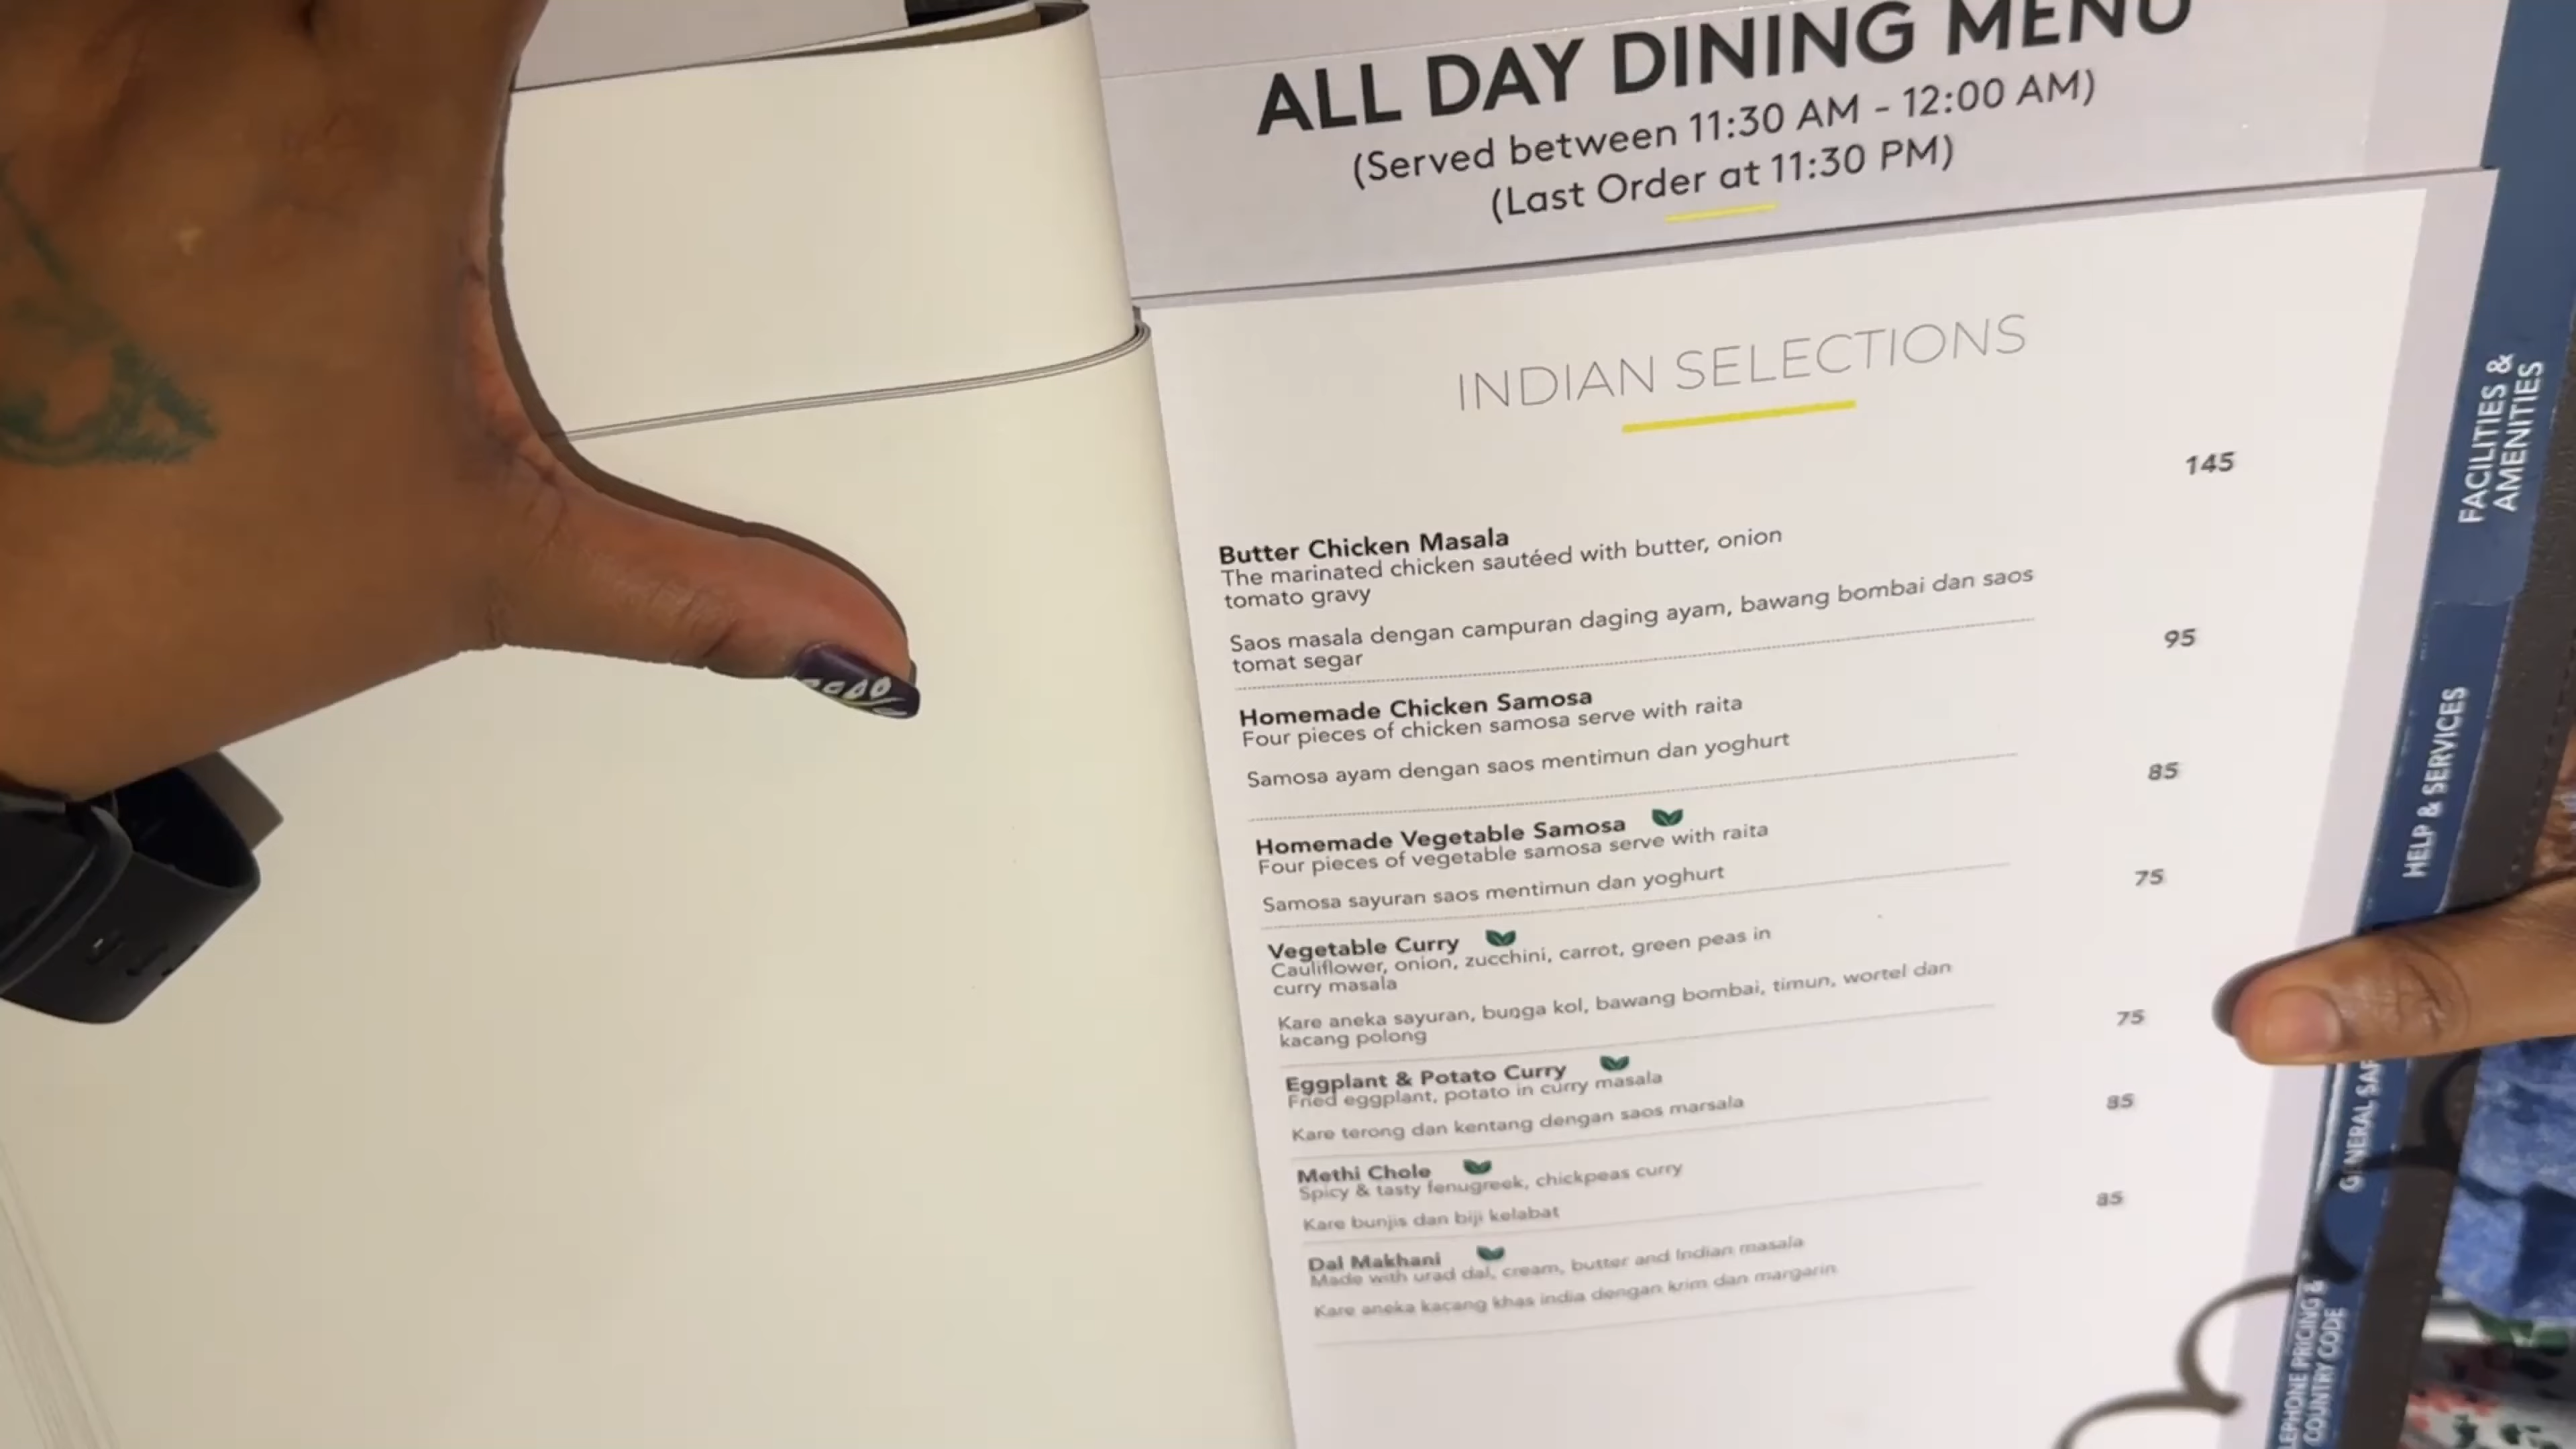 ALL DAY DINING MENU
(Served between 11:30 AM - 12:00 AM)
(Last Order at 11:30 PM)
INDIAN SELECTIONS
145
Butter Chicken Masala
The marinated chicken sautéed with butter, onion
tomato gravy
Saos masala dengan campuran daging ayam, bawang bombai dan saos
tomat segar
95
Homemade Chicken Samosa
Four pieces of chicken samosa serve with raita
Samosa ayam dengan saos mentimun dan yoghurt
85
Homemade Vegetable Samosa
Four pieces of vegetable samosa serve with raita
Samosa sayuran saos mentimun dan yoghurt
75
Vegetable Curry
Cauliflower, onion, zucchini, carrot, green peas in
curry masala
Kare aneka sayuran, bunga kol, bawang bombai, timun, wortel dan
kacang polong
75
Eggplant & Potato Curry
Fried eggplant, potato in curry masala
Kare terong dan kentang dengan saos marsala
85
Methi Chole
Spicy & tasty fenugreek, chickpeas curry
Kare bunjis dan biji kelabat
85
Dal Makhani
Made with urad dal, cream, butter and Indian masala
Kare aneka kacang khas india dengan krim dan margarin
FACILITIES &
AMENITIES
HELP & SERVICES
GENERAL
PRICING &
COUNTRY CODE